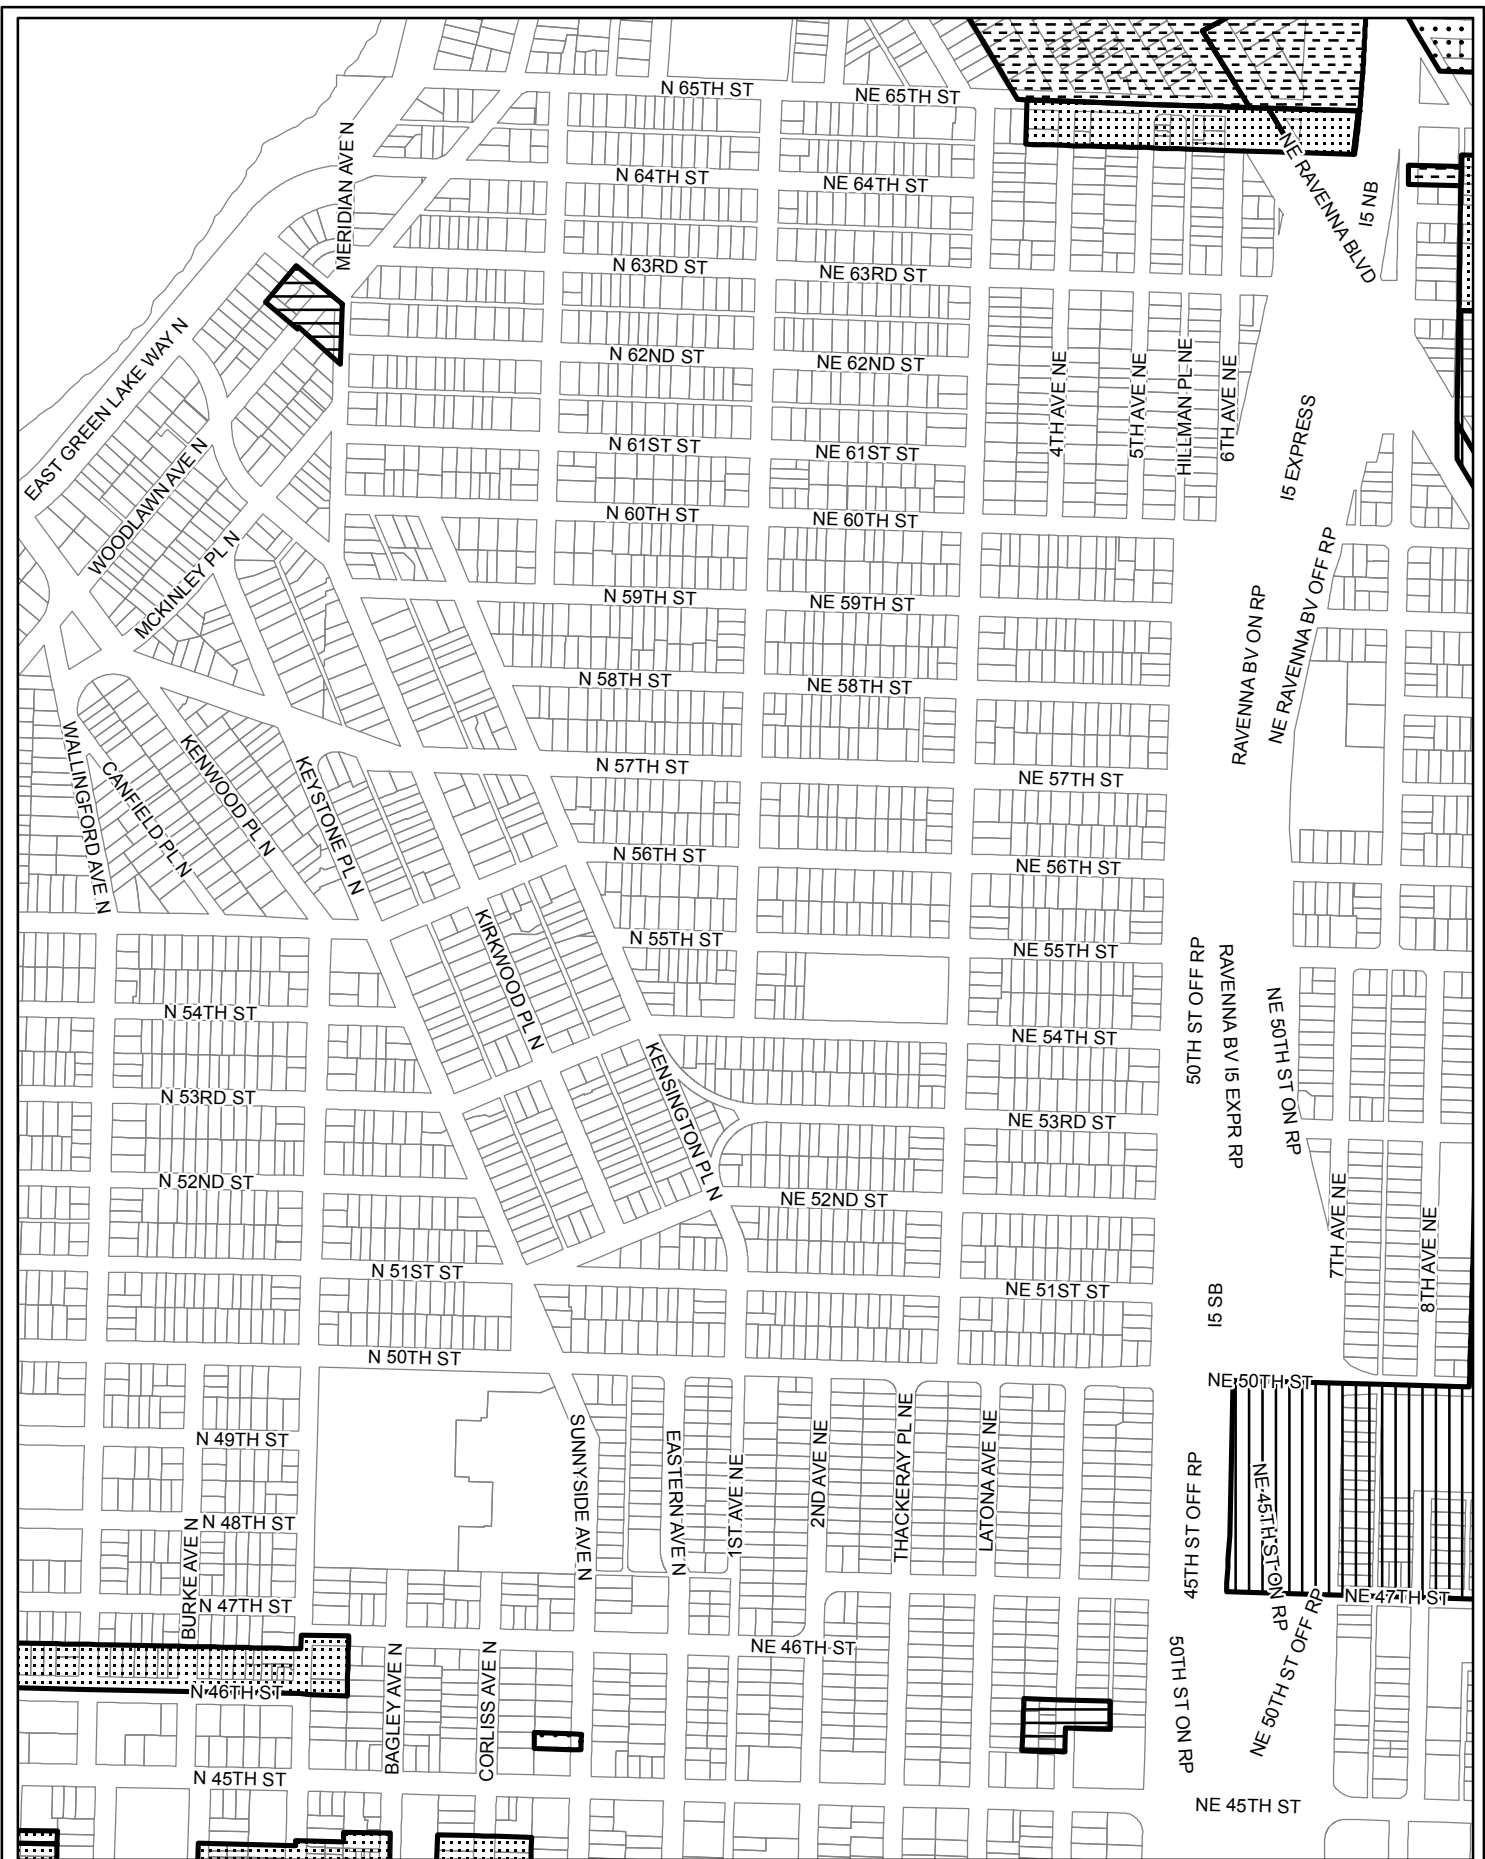 N 65TH ST
NE 65TH ST
MERIDIAN AVE N
NE RAVENNA BLVD
N 64TH ST
NE 64TH ST
I5 NB
N 63RD ST
NE 63RD ST
EAST GREEN LAKE WAY N
N 62ND ST
NE 62ND ST
4TH AVE NE
5TH AVE NE
HILLMAN PL NE
6TH AVE NE
I5 EXPRESS
N 61ST ST
NE 61ST ST
WOODLAWN AVE N
N 60TH ST
NE 60TH ST
MCKINLEY PL N
NE RAVENNA BV OFF RP
RAVENNA BV ON RP
N 59TH ST
NE 59TH ST
N 58TH ST
NE 58TH ST
WALLINGFORD AVE N
CANFIELD PL N
KENWOOD PL N
KEYSTONE PL N
N 57TH ST
NE 57TH ST
N 56TH ST
NE 56TH ST
KIRKWOOD PL N
N 55TH ST
NE 55TH ST
50TH ST OFF RP
RAVENNA BV I5 EXPR RP
NE 50TH ST ON RP
N 54TH ST
NE 54TH ST
KENSINGTON PL N
N 53RD ST
NE 53RD ST
N 52ND ST
NE 52ND ST
7TH AVE NE
8TH AVE NE
N 51ST ST
NE 51ST ST
I5 SB
N 50TH ST
NE 50TH ST
SUNNYSIDE AVE N
EASTERN AVE N
1ST AVE NE
2ND AVE NE
THACKERAY PL NE
LATONA AVE NE
45TH ST OFF RP
NE 45TH ST ON RP
N 49TH ST
N 48TH ST
BURKE AVE N
N 47TH ST
NE 47TH ST
NE 46TH ST
N 46TH ST
BAGLEY AVE N
CORLISS AVE N
50TH ST ON RP
NE 50TH ST OFF RP
N 45TH ST
NE 45TH ST